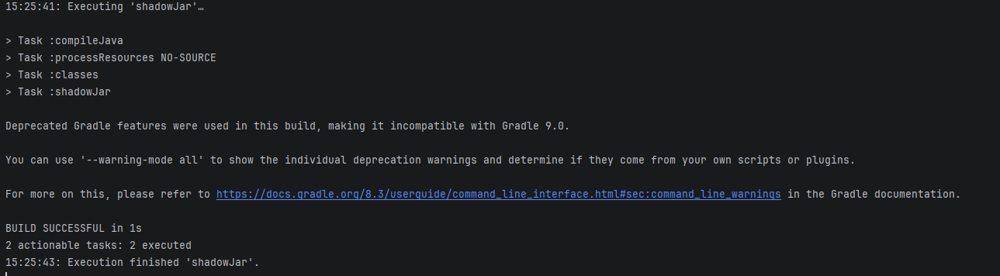 15:25:41: Executing 'shadowJar'…
> Task :compileJava
> Task :processResources NO-SOURCE
> Task :classes
> Task :shadowJar
Deprecated Gradle features were used in this build, making it incompatible with Gradle 9.0.
You can use '--warning-mode all' to show the individual deprecation warnings and determine if they come from your own scripts or plugins.
For more on this, please refer to https://docs.gradle.org/8.3/userguide/command_line_interface.html#sec:command_line_warnings in the Gradle documentation.
BUILD SUCCESSFUL in 1s
2 actionable tasks: 2 executed
15:25:43: Execution finished 'shadowJar'.